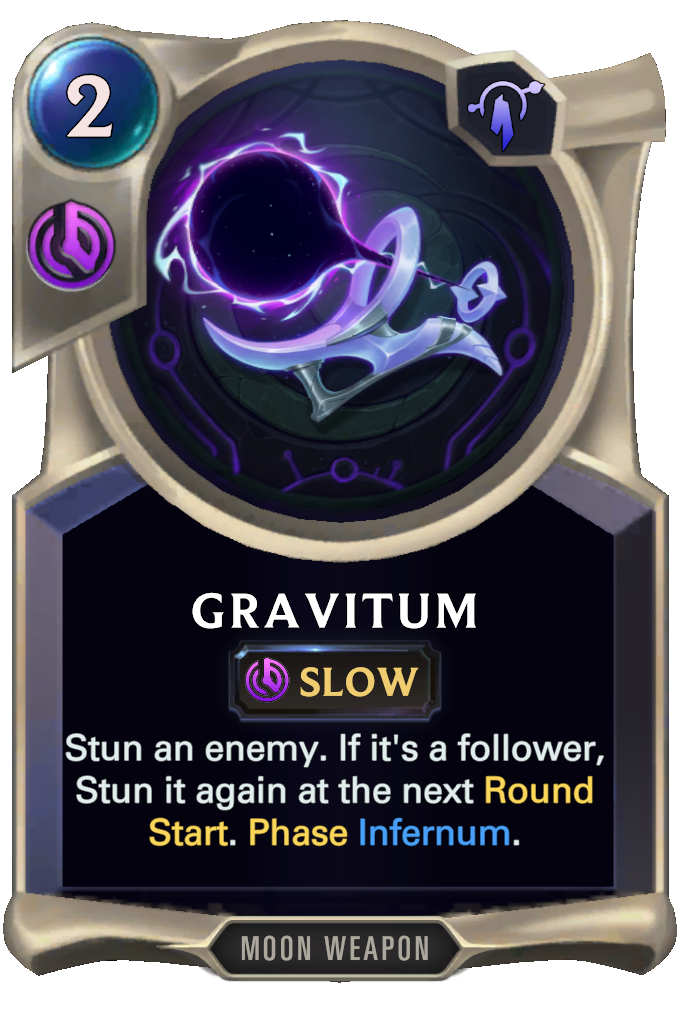 2
GRAVITUM
SLOW
Stun an enemy. If it's a follower,
Stun it again at the next Round
Start. Phase Infernum.
MOON WEAPON